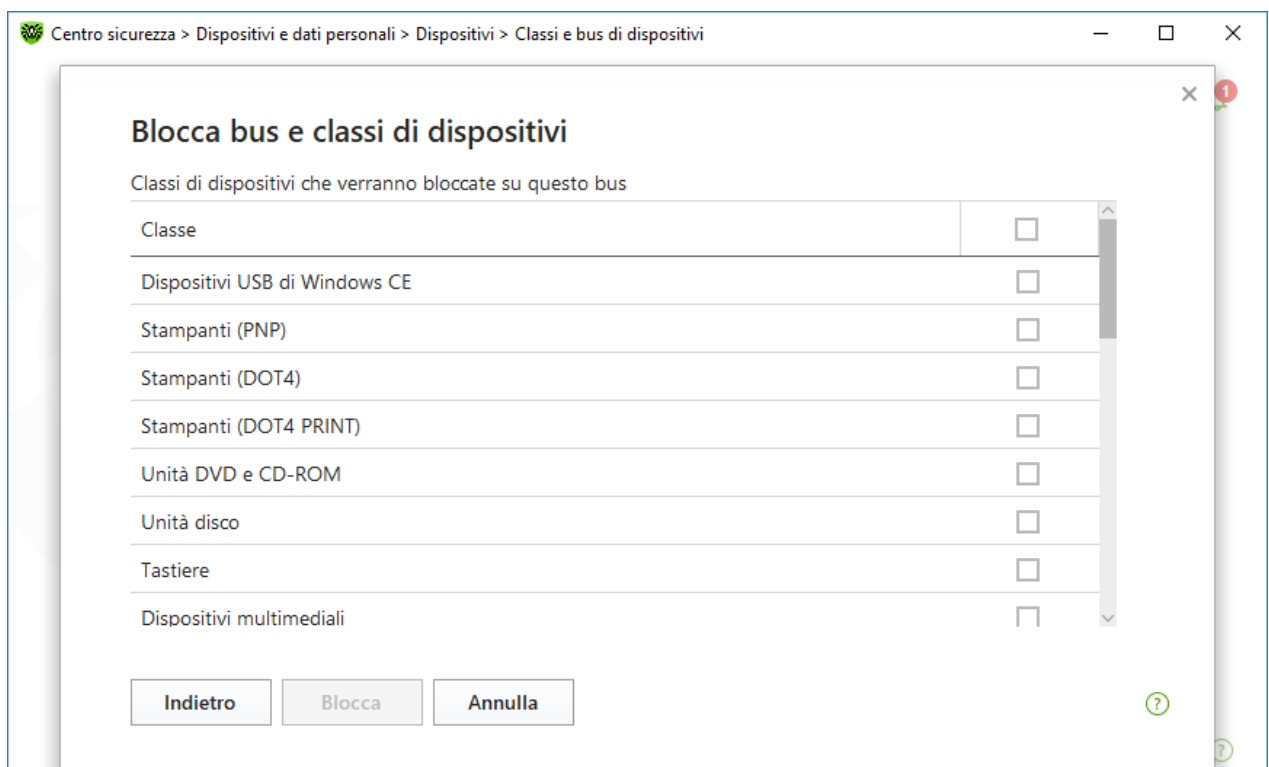 Centro sicurezza > Dispositivi e dati personali > Dispositivi > Classi e bus di dispositivi
1
Blocca bus e classi di dispositivi
Classi di dispositivi che verranno bloccate su questo bus
Classe
Dispositivi USB di Windows CE
Stampanti (PNP)
Stampanti (DOT4)
Stampanti (DOT4 PRINT)
Unità DVD e CD-ROM
Unità disco
Tastiere
Dispositivi multimediali
Indietro Blocca Annulla ?
?